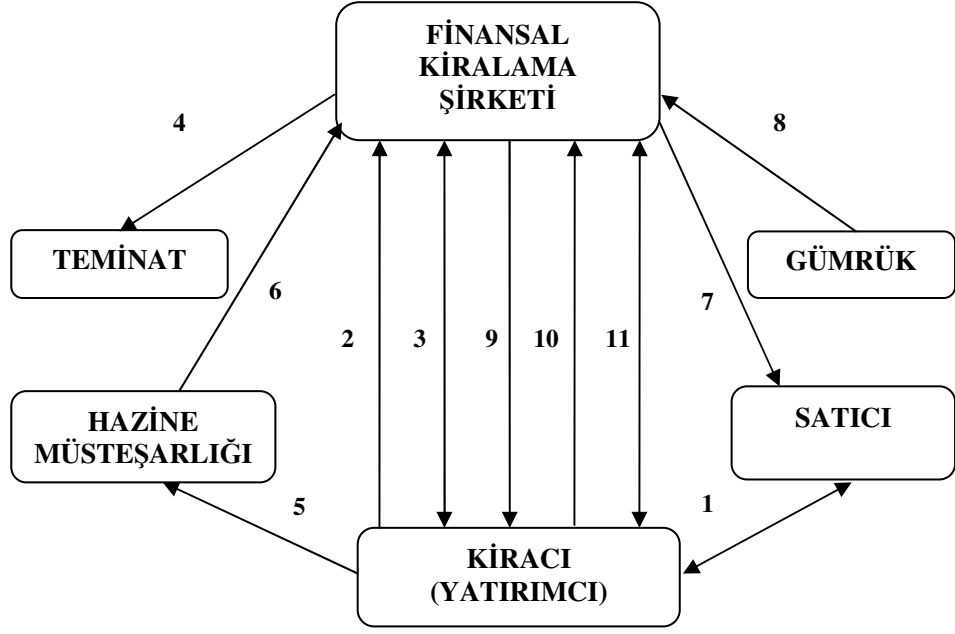 FİNANSAL
KİRALAMA
ŞİRKETİ
4
8
TEMİNAT
GÜMRÜK
6
7
2
3
9
10
11
HAZİNE
MÜSTEŞARLIĞI
SATICI
5
1
KİRACI
(YATIRIMCI)